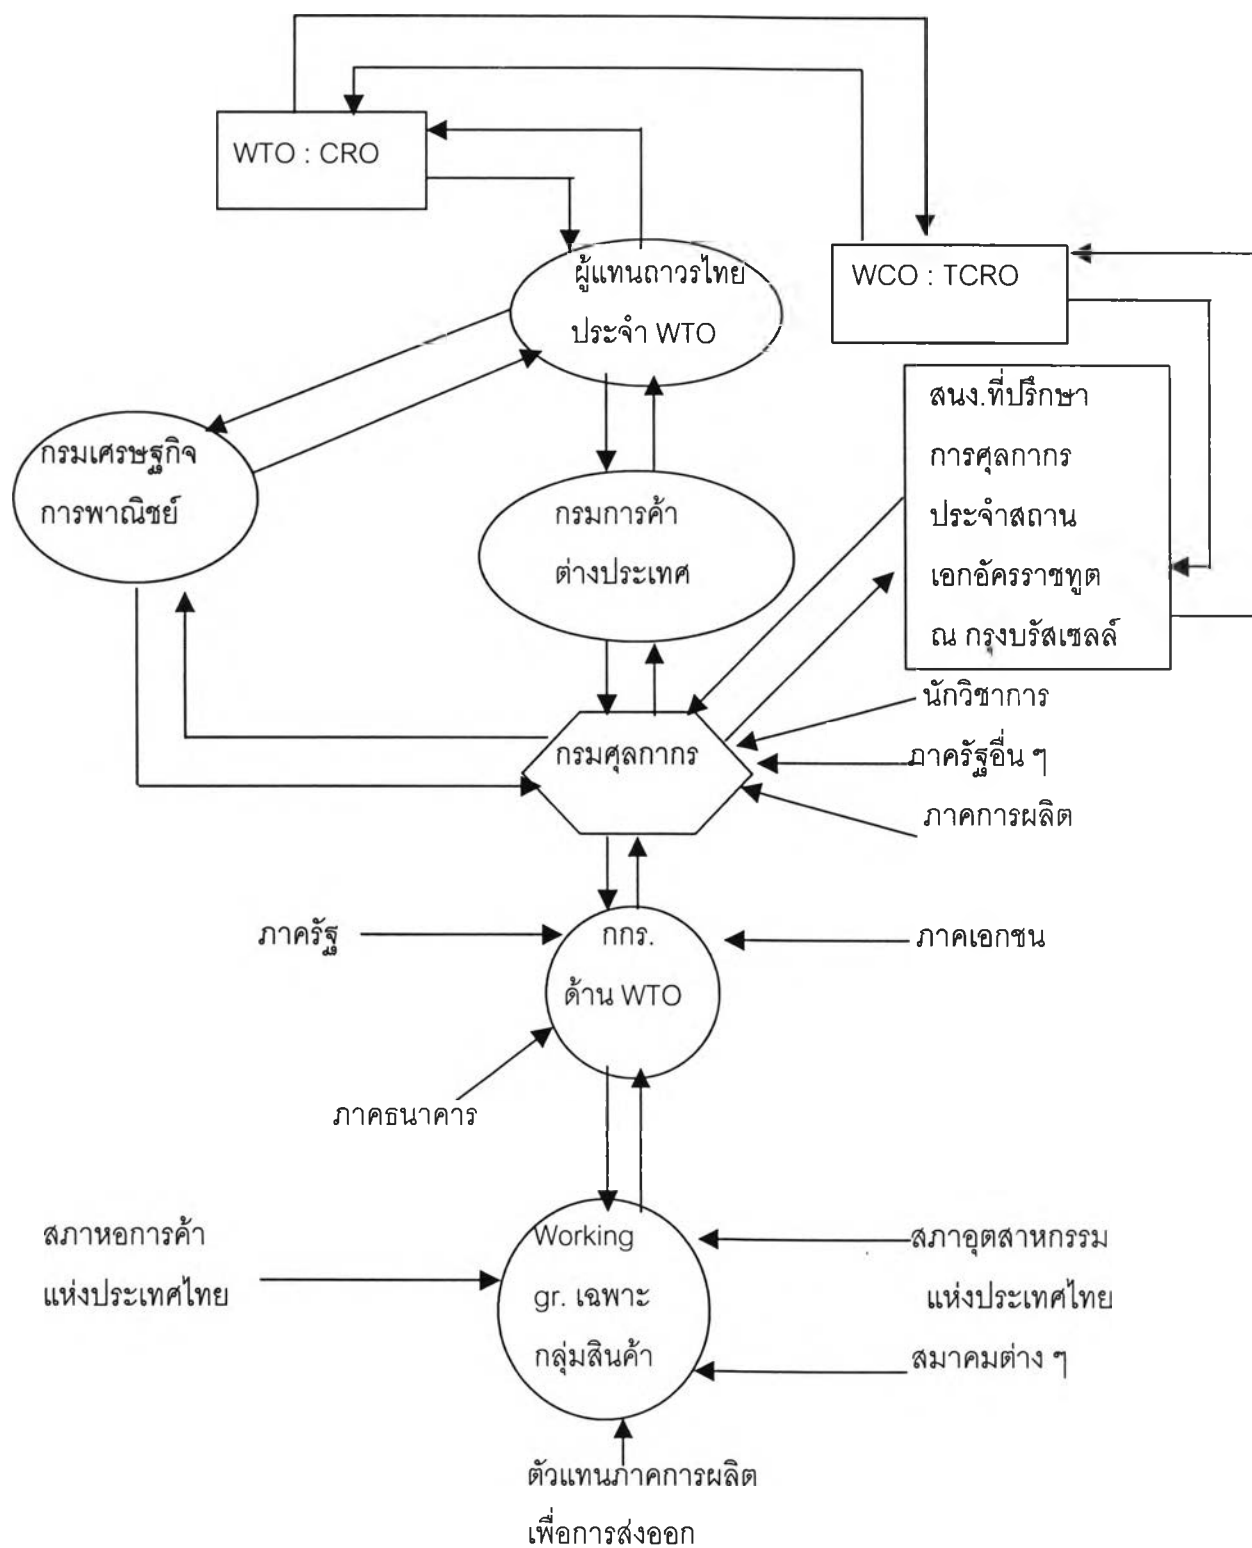 WTO : CRO
ผู้แทนถาวรไทย
ประจำ WTO
WCO : TCRO
สนง.ที่ปรึกษา
การศุลกากร
ประจำสถาน
เอกอัครราชทูต
ณ กรุงบรัสเซลล์
กรมเศรษฐกิจ
การพาณิชย์
กรมการค้า
ต่างประเทศ
นักวิชาการ
กรมศุลกากร
ภาครัฐอื่น ๆ
ภาคการผลิต
ภาครัฐ
กกร.
ด้าน WTO
ภาคเอกชน
ภาคธนาคาร
สภาหอการค้า
แห่งประเทศไทย
Working
gr. เฉพาะ
กลุ่มสินค้า
สภาอุตสาหกรรม
แห่งประเทศไทย
สมาคมต่าง ๆ
ตัวแทนภาคการผลิต
เพื่อการส่งออก